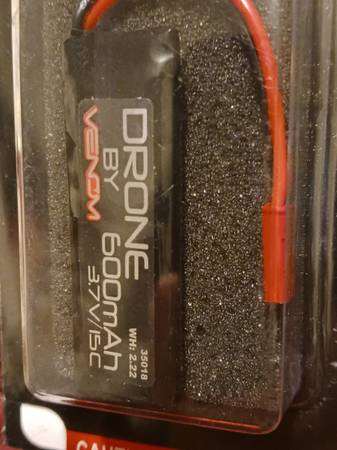 DRONE
BY
VENOM
600mAh
3.7V/15C
35018
WH: 2.22